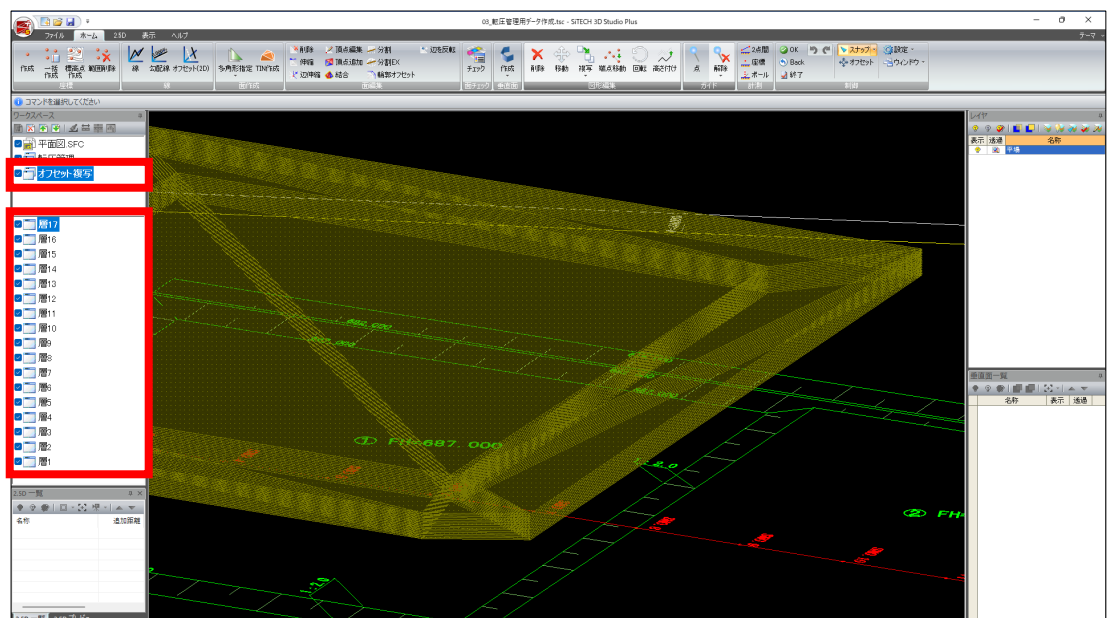 03_転圧管理用データ作成.tsc - SiTECH 3D Studio Plus
ファイル ホーム 2.5D 表示 ヘルプ
テーマ
作成 一括作成 標高点作成 範囲削除
座標
線 勾配線 オフセット(2D)
線
多角形指定 TIN作成
面作成
削除 頂点編集 分割 辺を反転
伸縮 頂点追加 分割EX
辺伸縮 結合 輪郭オフセット
面編集
チェック
面チェック
作成
垂直面
削除 移動 複写 端点移動 回転 高さ付け
図形編集
点 解除
ガイド
2点間
座標
ポール
計測
OK スナップ 設定
Back オフセット ウィンドウ
終了
制御
コマンドを選択してください
ワークスペース
平面図.SFC
転圧管理
オフセット複写
層17
層16
層15
層14
層13
層12
層11
層10
層9
層8
層7
層6
層5
層4
層3
層2
層1
2.5D 一覧
名称 追加距離
① FH=687.000
② FH=
1:2.0
1:2.0
レイヤ
表示 透過 名称
平場
垂直面一覧
名称 表示 透過